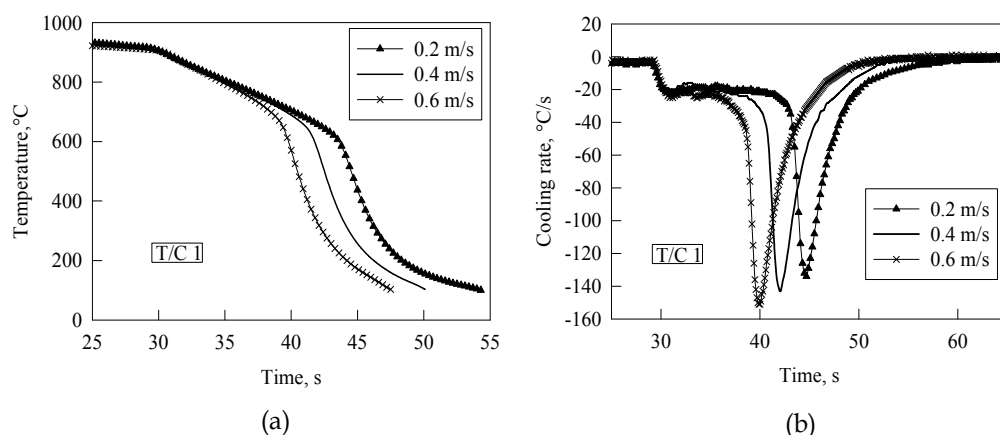 1000
800
600
400
200
0
25 30 35 40 45 50 55
Temperature,°C
Time, s
0.2 m/s
0.4 m/s
0.6 m/s
T/C 1
(a)
20
0
-20
-40
-60
-80
-100
-120
-140
-160
30 40 50 60
Cooling rate, °C/s
Time, s
0.2 m/s
0.4 m/s
0.6 m/s
T/C 1
(b)